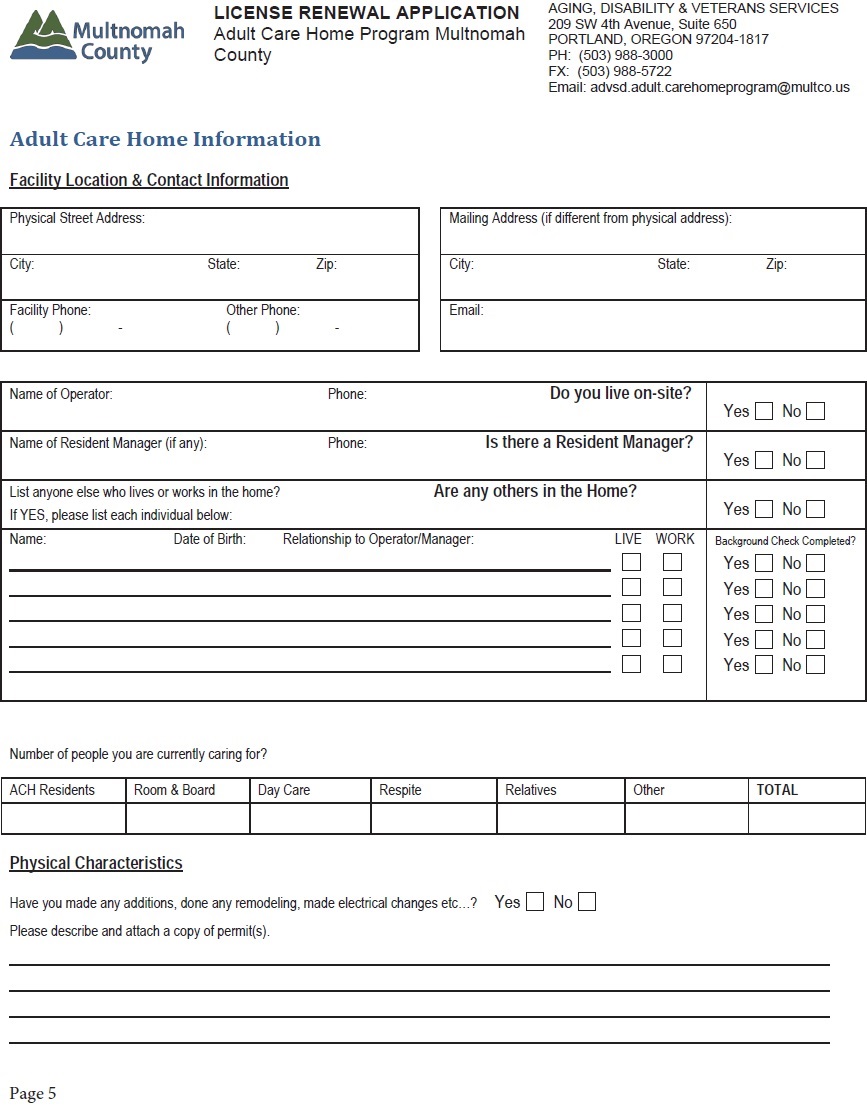 Multnomah
County
LICENSE RENEWAL APPLICATION
Adult Care Home Program Multnomah
County
AGING, DISABILITY & VETERANS SERVICES
209 SW 4th Avenue, Suite 650
PORTLAND, OREGON 97204-1817
PH: (503) 988-3000
FX: (503) 988-5722
Email: advsd.adult.carehomeprogram@multco.us
Adult Care Home Information
Facility Location & Contact Information
Physical Street Address:
City: State: Zip:
Facility Phone: Other Phone:
( ) - ( ) -
Mailing Address (if different from physical address):
City: State: Zip:
Email:
Name of Operator: Phone: Do you live on-site? Yes No
Name of Resident Manager (if any): Phone: Is there a Resident Manager? Yes No
List anyone else who lives or works in the home? Are any others in the Home? Yes No
If YES, please list each individual below:
Name: Date of Birth: Relationship to Operator/Manager: LIVE WORK Background Check Completed?
Yes No
Yes No
Yes No
Yes No
Yes No
Number of people you are currently caring for?
ACH Residents Room & Board Day Care Respite Relatives Other TOTAL
Physical Characteristics
Have you made any additions, done any remodeling, made electrical changes etc…? Yes No
Please describe and attach a copy of permit(s).
Page 5